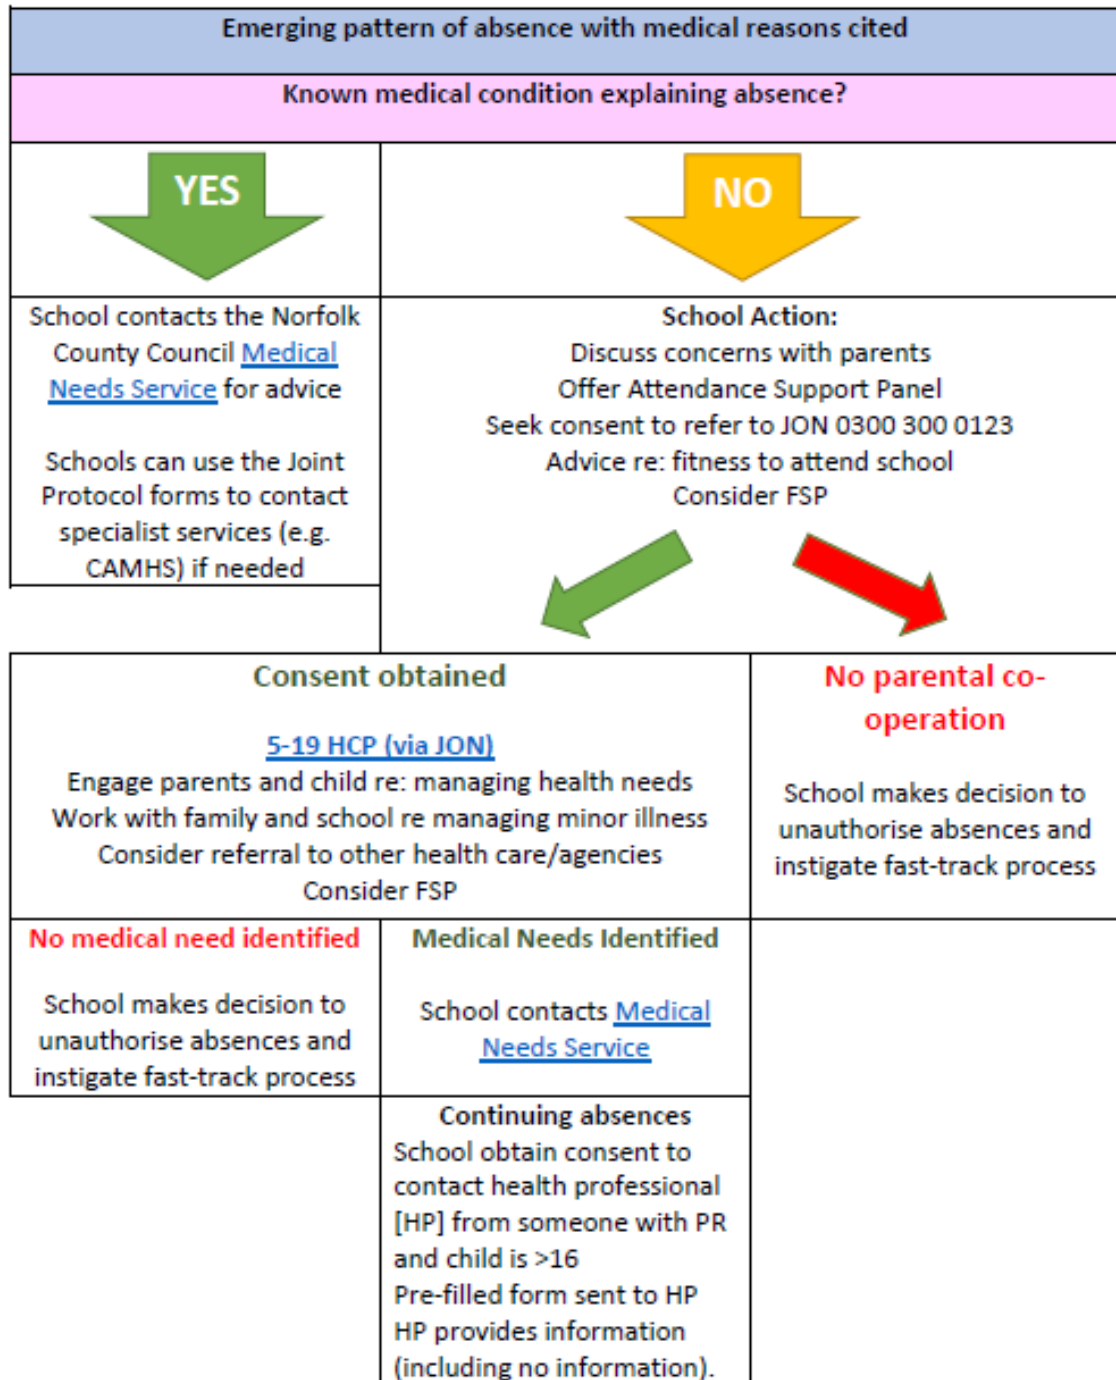 Emerging pattern of absence with medical reasons cited
Known medical condition explaining absence?
YES
NO
School contacts the Norfolk
County Council Medical
Needs Service for advice
Schools can use the Joint
Protocol forms to contact
specialist services (e.g.
CAMHS) if needed
School Action:
Discuss concerns with parents
Offer Attendance Support Panel
Seek consent to refer to JON 0300 300 0123
Advice re: fitness to attend school
Consider FSP
Consent obtained
5-19 HCP (via JON)
Engage parents and child re: managing health needs
Work with family and school re managing minor illness
Consider referral to other health care/agencies
Consider FSP
No parental co-
operation
School makes decision to
unauthorise absences and
instigate fast-track process
No medical need identified
School makes decision to
unauthorise absences and
instigate fast-track process
Medical Needs Identified
School contacts Medical
Needs Service
Continuing absences
School obtain consent to
contact health professional
[HP] from someone with PR
and child is >16
Pre-filled form sent to HP
HP provides information
(including no information).